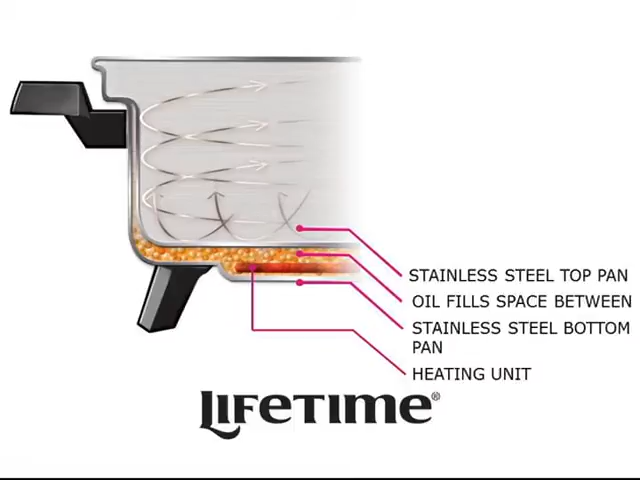 STAINLESS STEEL TOP PAN
OIL FILLS SPACE BETWEEN
STAINLESS STEEL BOTTOM
PAN
HEATING UNIT
LIFETIME®